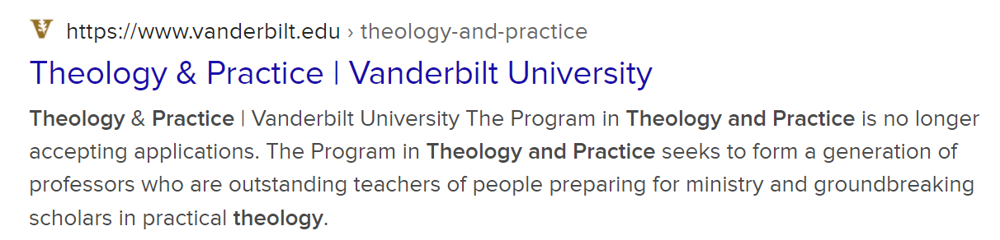 https://www.vanderbilt.edu › theology-and-practice
Theology & Practice | Vanderbilt University
Theology & Practice | Vanderbilt University The Program in Theology and Practice is no longer
accepting applications. The Program in Theology and Practice seeks to form a generation of
professors who are outstanding teachers of people preparing for ministry and groundbreaking
scholars in practical theology.